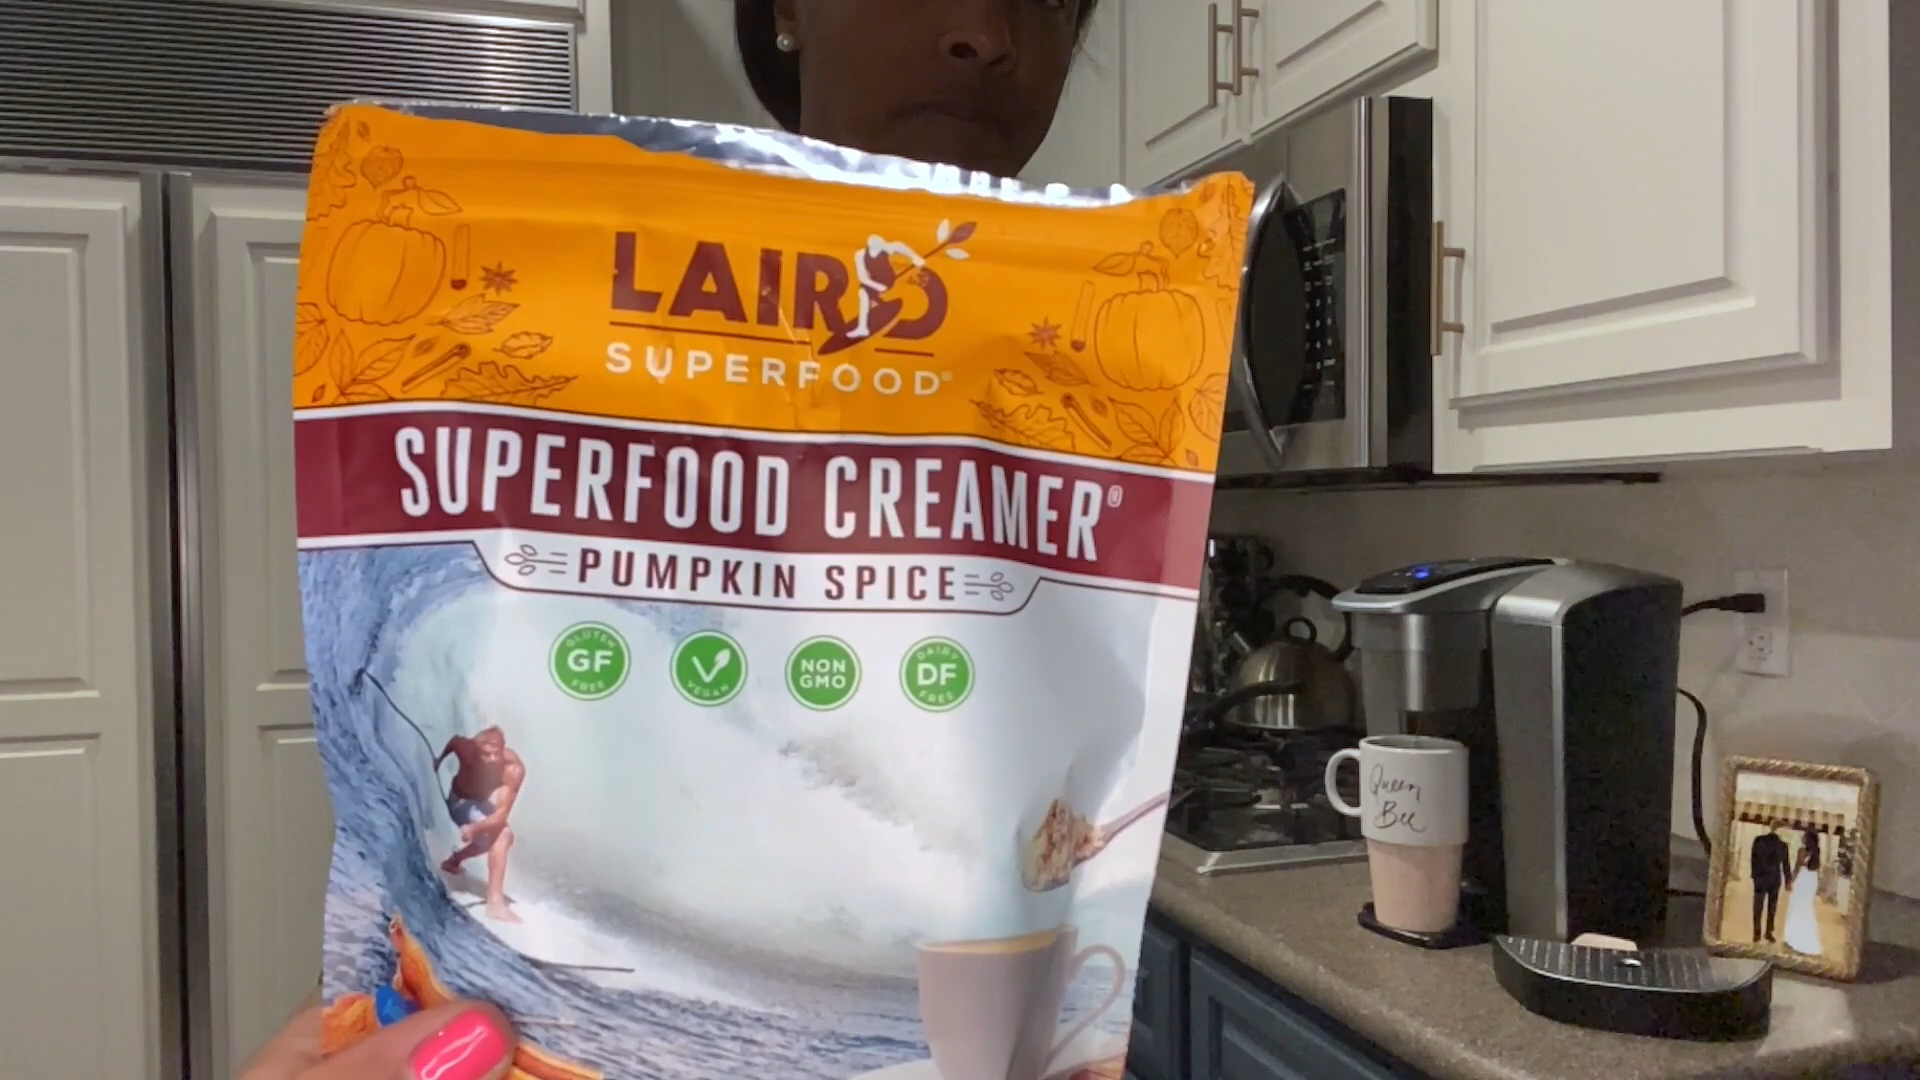 LAIRD
SUPERFOOD®
SUPERFOOD CREAMER®
PUMPKIN SPICE
GLUTEN
GF
FREE
V
VEGAN
NON
GMO
DAIRY
DF
FREE
Queen
Bee